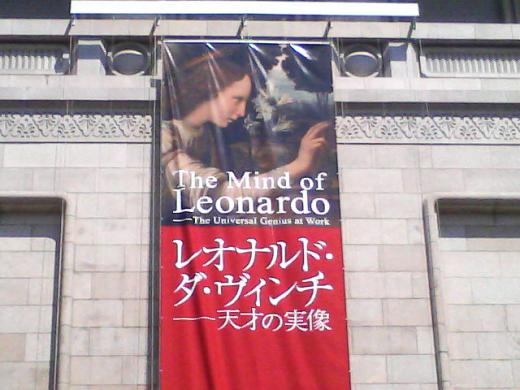 The Mind of
Leonardo
—The Universal Genius at Work
レオナルド・
ダ・ヴィンチ
——天才の実像